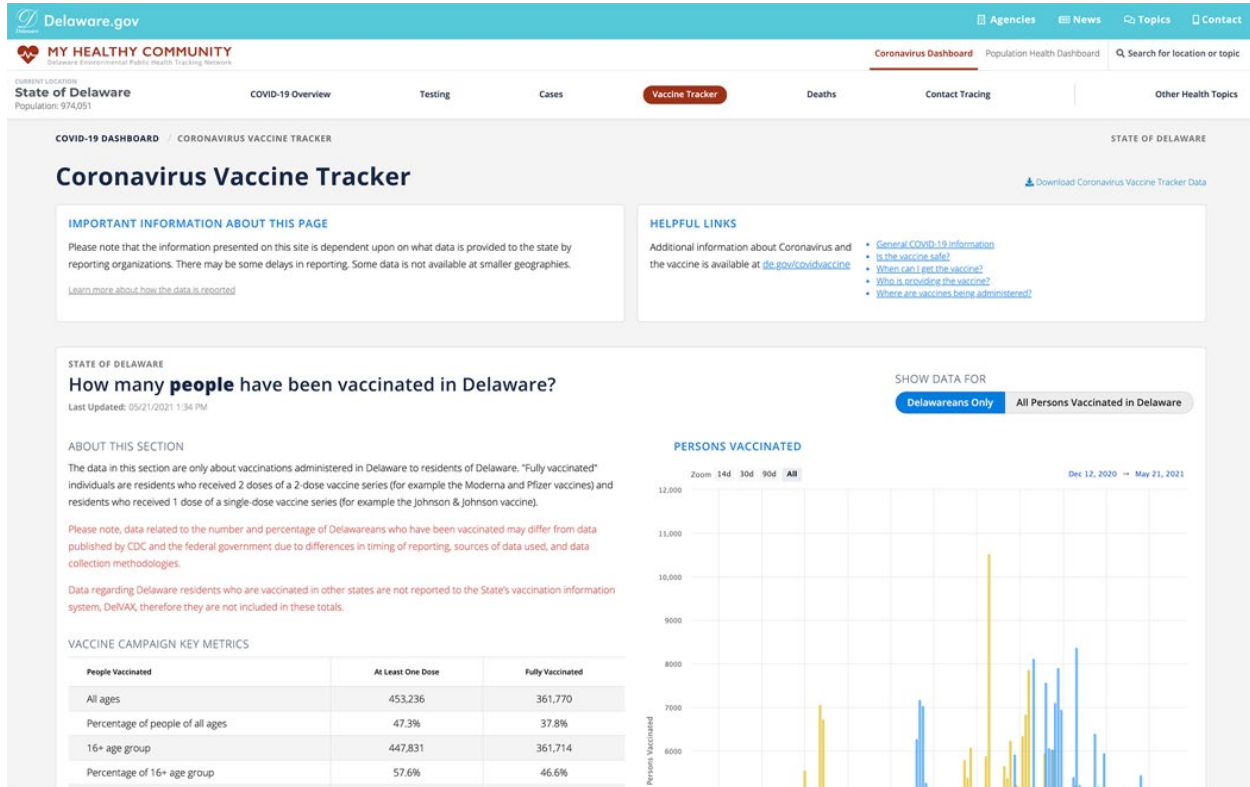 Delaware.gov
Agencies
News
Topics
Contact
MY HEALTHY COMMUNITY
Delaware Environmental Public Health Tracking Network
Coronavirus Dashboard
Population Health Dashboard
Search for location or topic
CURRENT LOCATION
State of Delaware
Population: 974,051
COVID-19 Overview
Testing
Cases
Vaccine Tracker
Deaths
Contact Tracing
Other Health Topics
COVID-19 DASHBOARD / CORONAVIRUS VACCINE TRACKER
STATE OF DELAWARE
Coronavirus Vaccine Tracker
Download Coronavirus Vaccine Tracker Data
IMPORTANT INFORMATION ABOUT THIS PAGE
Please note that the information presented on this site is dependent upon on what data is provided to the state by
reporting organizations. There may be some delays in reporting. Some data is not available at smaller geographies.
Learn more about how the data is reported
HELPFUL LINKS
Additional information about Coronavirus and
the vaccine is available at de.gov/covidvaccine
General COVID-19 Information
Is the vaccine safe?
When can I get the vaccine?
Who is providing the vaccine?
Where are vaccines being administered?
STATE OF DELAWARE
How many people have been vaccinated in Delaware?
Last Updated: 05/21/2021 1:34 PM
SHOW DATA FOR
Delawareans Only
All Persons Vaccinated in Delaware
ABOUT THIS SECTION
The data in this section are only about vaccinations administered in Delaware to residents of Delaware. "Fully vaccinated"
individuals are residents who received 2 doses of a 2-dose vaccine series (for example the Moderna and Pfizer vaccines) and
residents who received 1 dose of a single-dose vaccine series (for example the Johnson & Johnson vaccine).
Please note, data related to the number and percentage of Delawareans who have been vaccinated may differ from data
published by CDC and the federal government due to differences in timing of reporting, sources of data used, and data
collection methodologies.
Data regarding Delaware residents who are vaccinated in other states are not reported to the State's vaccination information
system, DelVAX, therefore they are not included in these totals.
VACCINE CAMPAIGN KEY METRICS
People Vaccinated At Least One Dose Fully Vaccinated
All ages 453,236 361,770
Percentage of people of all ages 47.3% 37.8%
16+ age group 447,831 361,714
Percentage of 16+ age group 57.6% 46.6%
PERSONS VACCINATED
Zoom 14d 30d 90d All
Dec 12, 2020 → May 21, 2021
12,000
11,000
10,000
9000
8000
7000
6000
Persons Vaccinated